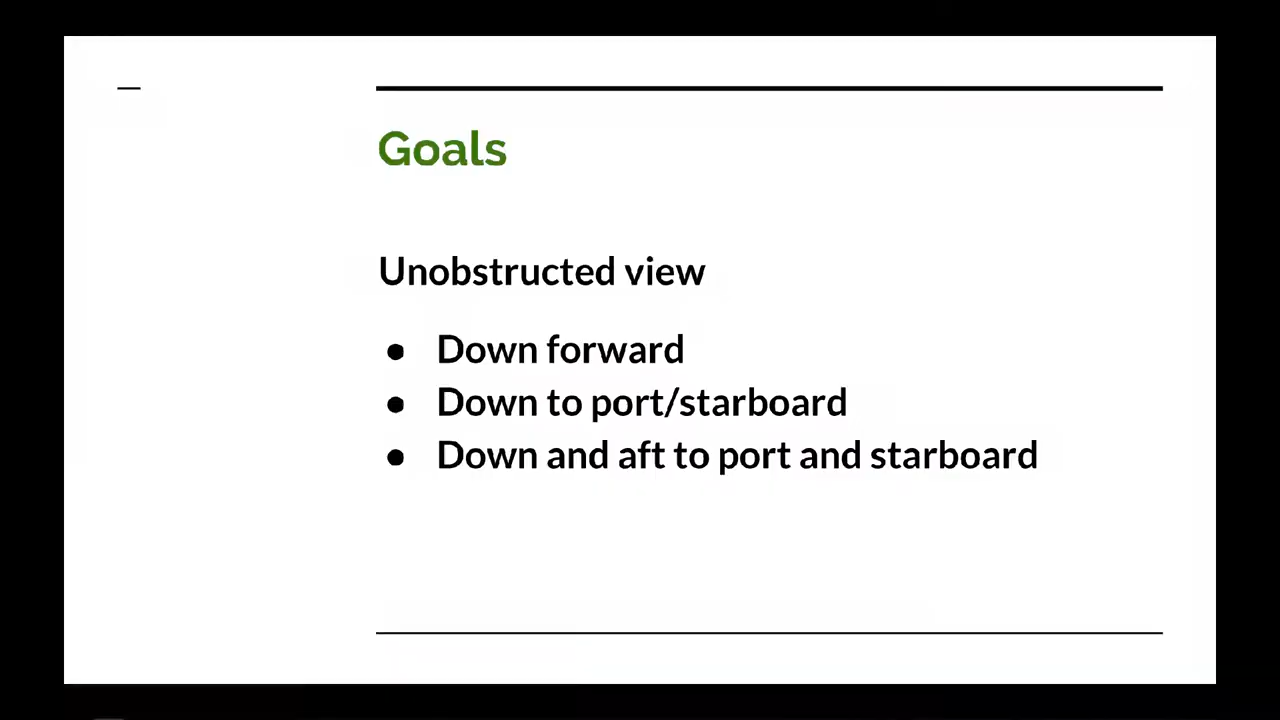 Goals
Unobstructed view
● Down forward
● Down to port/starboard
● Down and aft to port and starboard